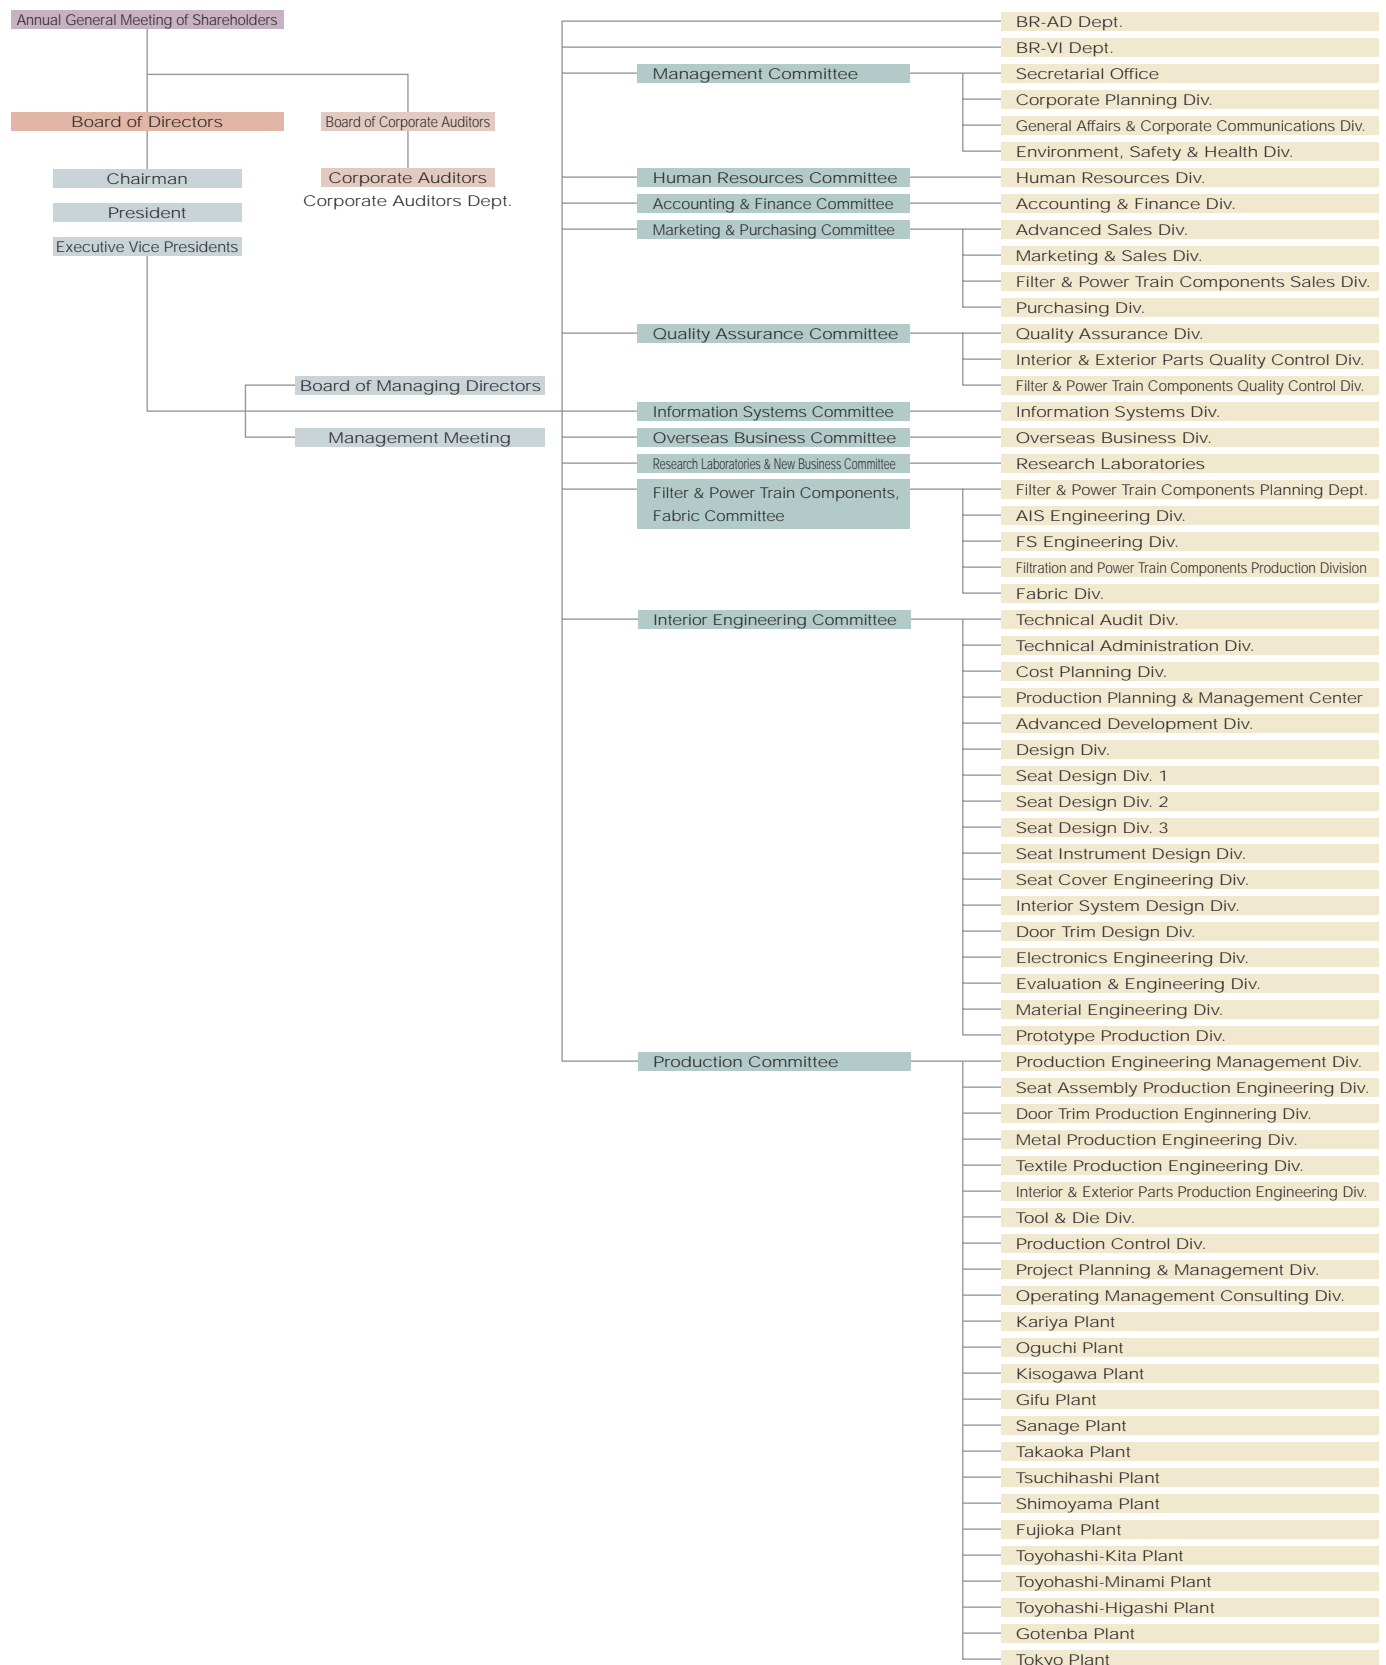 Annual General Meeting of Shareholders
Board of Directors
Board of Corporate Auditors
Chairman
Corporate Auditors
Corporate Auditors Dept.
President
Executive Vice Presidents
Board of Managing Directors
Management Meeting
BR-AD Dept.
BR-VI Dept.
Management Committee
Secretarial Office
Corporate Planning Div.
General Affairs & Corporate Communications Div.
Environment, Safety & Health Div.
Human Resources Committee
Human Resources Div.
Accounting & Finance Committee
Accounting & Finance Div.
Marketing & Purchasing Committee
Advanced Sales Div.
Marketing & Sales Div.
Filter & Power Train Components Sales Div.
Purchasing Div.
Quality Assurance Committee
Quality Assurance Div.
Interior & Exterior Parts Quality Control Div.
Filter & Power Train Components Quality Control Div.
Information Systems Committee
Information Systems Div.
Overseas Business Committee
Overseas Business Div.
Research Laboratories & New Business Committee
Research Laboratories
Filter & Power Train Components,
Fabric Committee
Filter & Power Train Components Planning Dept.
AIS Engineering Div.
FS Engineering Div.
Filtration and Power Train Components Production Division
Fabric Div.
Interior Engineering Committee
Technical Audit Div.
Technical Administration Div.
Cost Planning Div.
Production Planning & Management Center
Advanced Development Div.
Design Div.
Seat Design Div. 1
Seat Design Div. 2
Seat Design Div. 3
Seat Instrument Design Div.
Seat Cover Engineering Div.
Interior System Design Div.
Door Trim Design Div.
Electronics Engineering Div.
Evaluation & Engineering Div.
Material Engineering Div.
Prototype Production Div.
Production Committee
Production Engineering Management Div.
Seat Assembly Production Engineering Div.
Door Trim Production Enginnering Div.
Metal Production Engineering Div.
Textile Production Engineering Div.
Interior & Exterior Parts Production Engineering Div.
Tool & Die Div.
Production Control Div.
Project Planning & Management Div.
Operating Management Consulting Div.
Kariya Plant
Oguchi Plant
Kisogawa Plant
Gifu Plant
Sanage Plant
Takaoka Plant
Tsuchihashi Plant
Shimoyama Plant
Fujioka Plant
Toyohashi-Kita Plant
Toyohashi-Minami Plant
Toyohashi-Higashi Plant
Gotenba Plant
Tokyo Plant